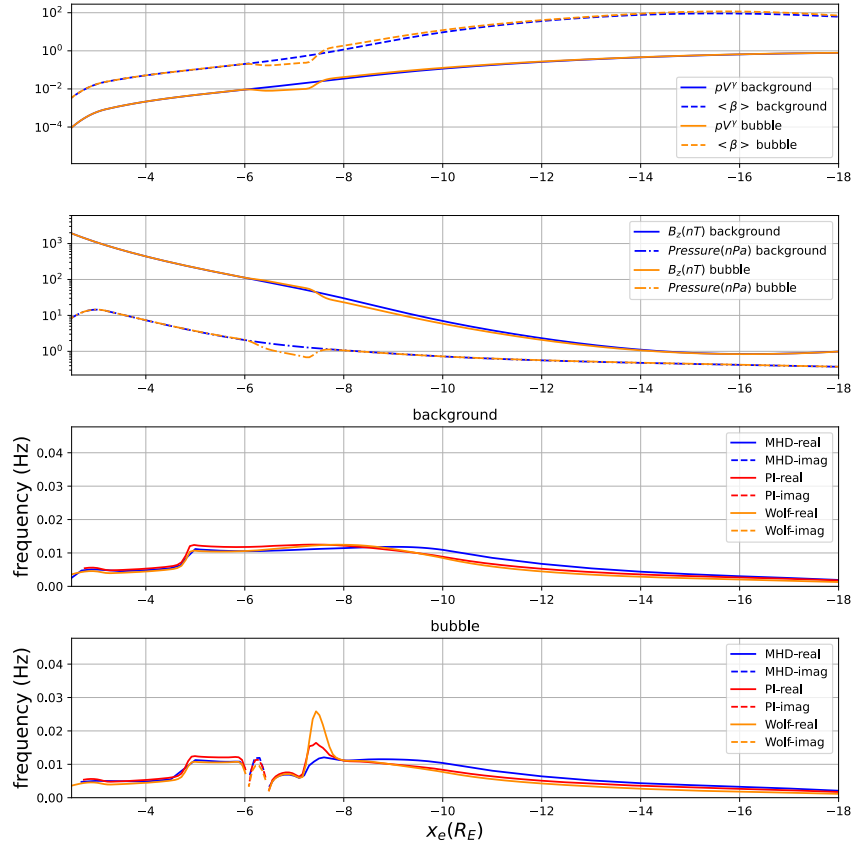 10²
10⁰
10⁻²
10⁻⁴
pVᵞ background
< β > background
pVᵞ bubble
< β > bubble
−4 −6 −8 −10 −12 −14 −16 −18
10³
10²
10¹
10⁰
B_z(nT) background
Pressure(nPa) background
B_z(nT) bubble
Pressure(nPa) bubble
−4 −6 −8 −10 −12 −14 −16 −18
background
frequency (Hz)
0.04
0.03
0.02
0.01
0.00
MHD-real
MHD-imag
PI-real
PI-imag
Wolf-real
Wolf-imag
−4 −6 −8 −10 −12 −14 −16 −18
bubble
frequency (Hz)
0.04
0.03
0.02
0.01
0.00
MHD-real
MHD-imag
PI-real
PI-imag
Wolf-real
Wolf-imag
−4 −6 −8 −10 −12 −14 −16 −18
x_e(R_E)